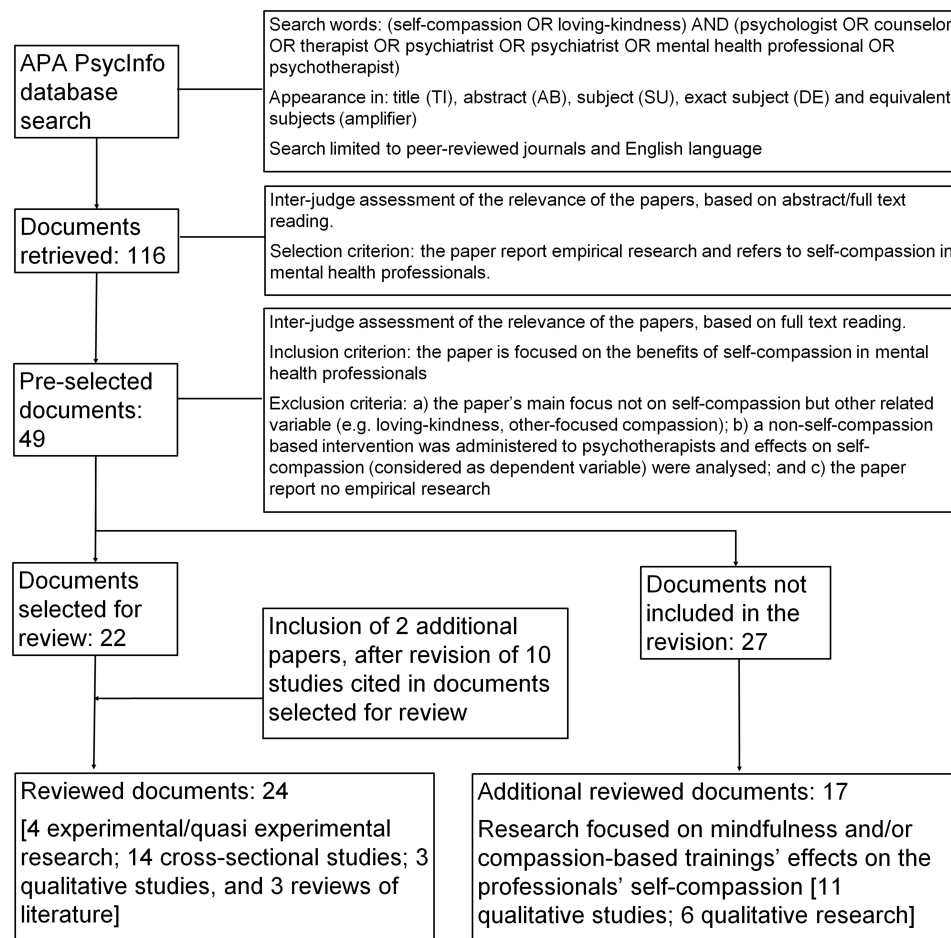 APA PsycInfo
database
search
Search words: (self-compassion OR loving-kindness) AND (psychologist OR counselor
OR therapist OR psychiatrist OR psychiatrist OR mental health professional OR
psychotherapist)
Appearance in: title (TI), abstract (AB), subject (SU), exact subject (DE) and equivalent
subjects (amplifier)
Search limited to peer-reviewed journals and English language
Documents
retrieved: 116
Inter-judge assessment of the relevance of the papers, based on abstract/full text
reading.
Selection criterion: the paper report empirical research and refers to self-compassion in
mental health professionals.
Pre-selected
documents:
49
Inter-judge assessment of the relevance of the papers, based on full text reading.
Inclusion criterion: the paper is focused on the benefits of self-compassion in mental
health professionals
Exclusion criteria: a) the paper's main focus not on self-compassion but other related
variable (e.g. loving-kindness, other-focused compassion); b) a non-self-compassion
based intervention was administered to psychotherapists and effects on self-
compassion (considered as dependent variable) were analysed; and c) the paper
report no empirical research
Documents
selected for
review: 22
Documents not
included in the
revision: 27
Inclusion of 2 additional
papers, after revision of 10
studies cited in documents
selected for review
Reviewed documents: 24
[4 experimental/quasi experimental
research; 14 cross-sectional studies; 3
qualitative studies, and 3 reviews of
literature]
Additional reviewed documents: 17
Research focused on mindfulness and/or
compassion-based trainings' effects on the
professionals' self-compassion [11
qualitative studies; 6 qualitative research]